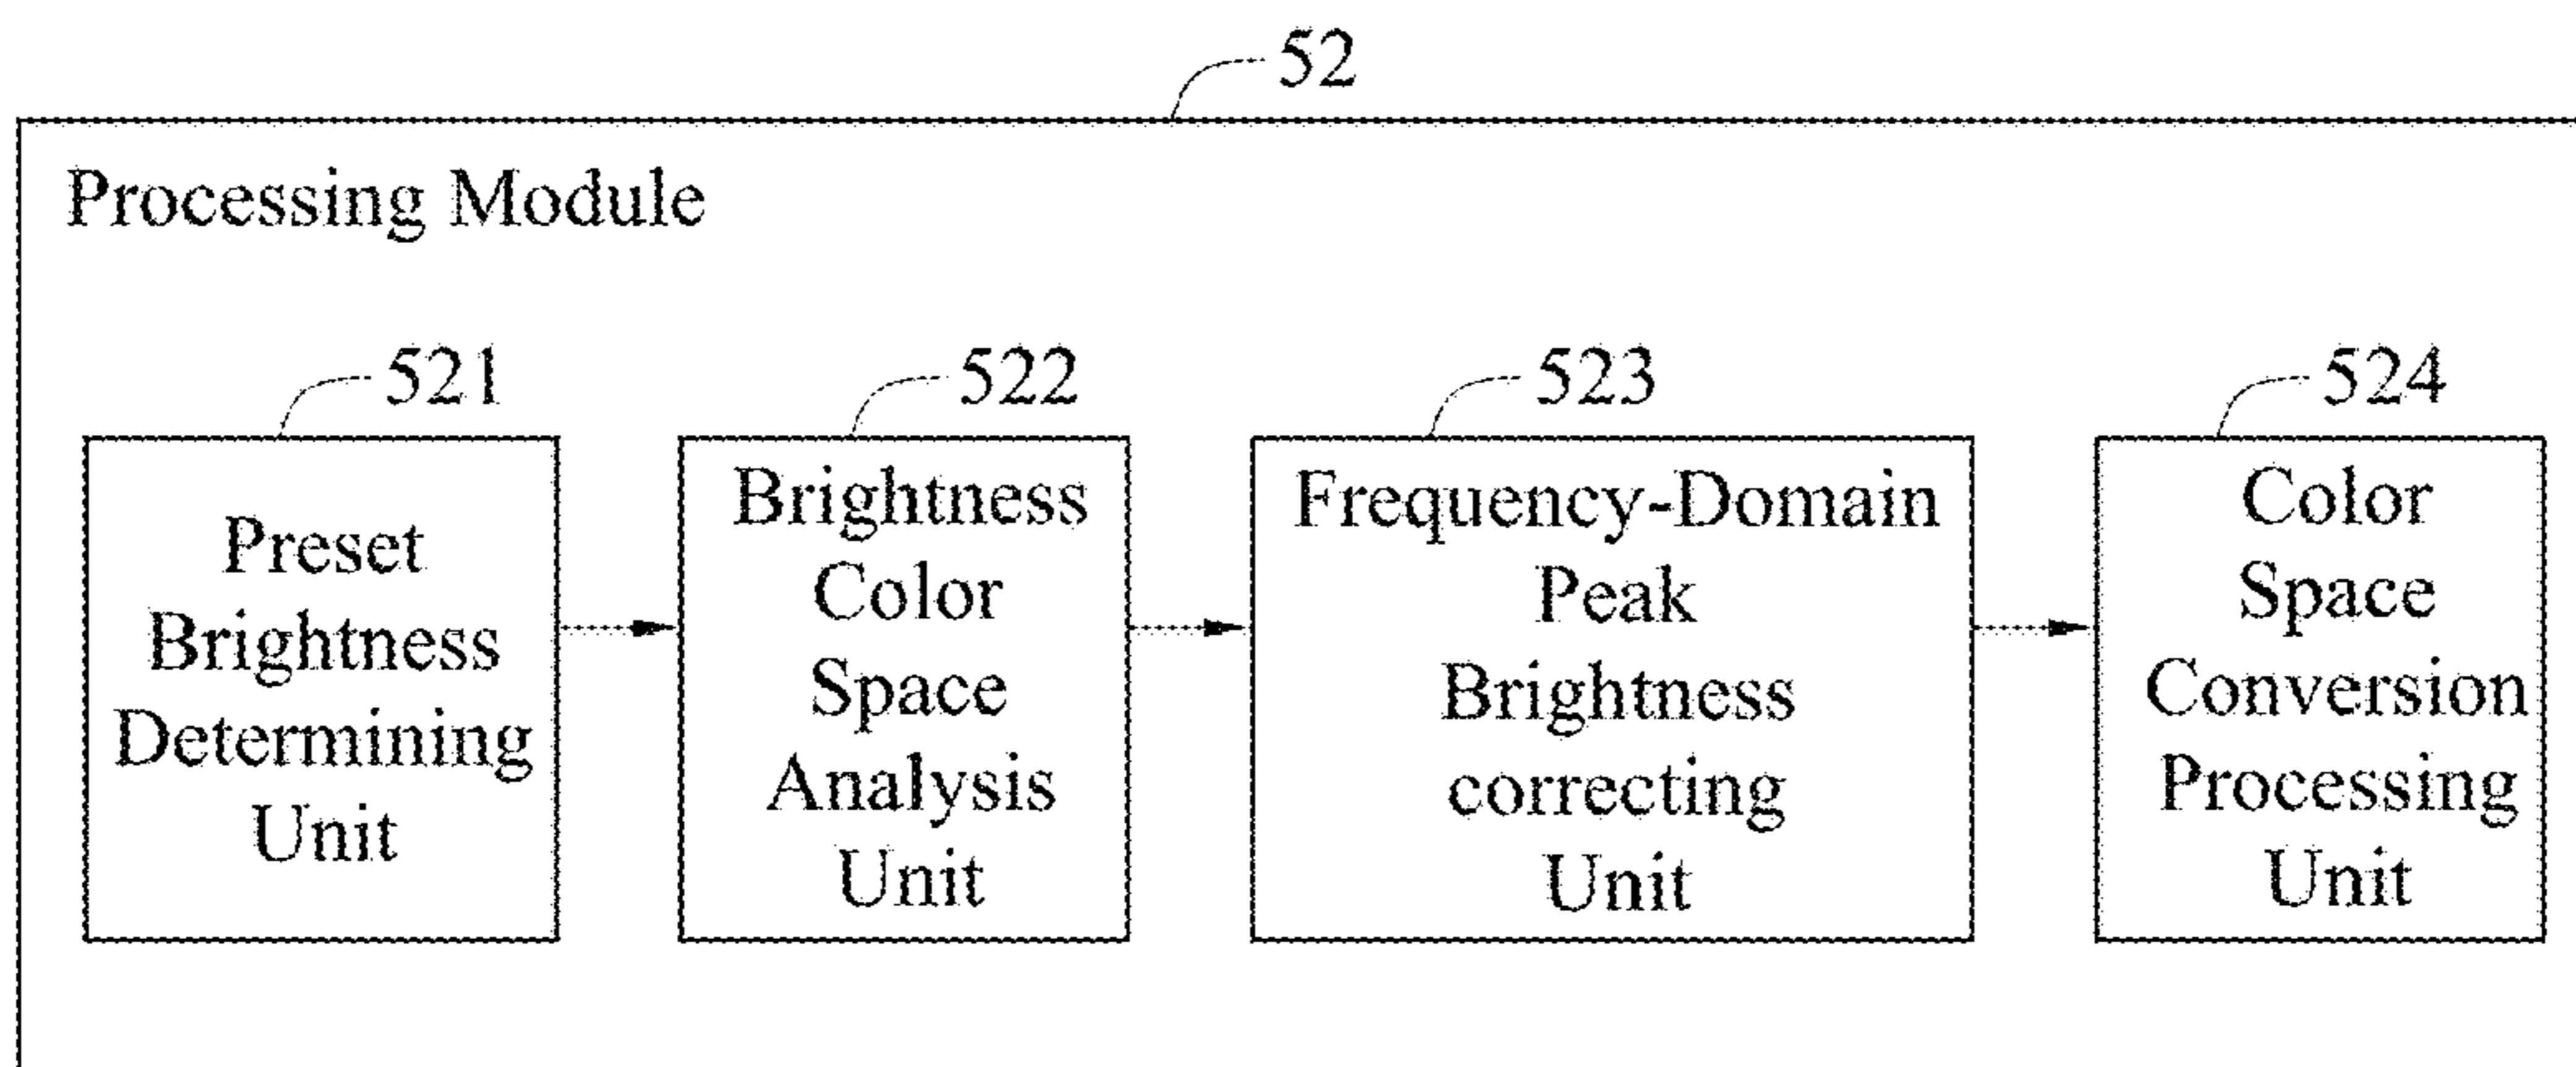 52
Processing Module
521
522
523
524
Preset
Brightness
Determining
Unit
Brightness
Color
Space
Analysis
Unit
Frequency-Domain
Peak
Brightness
correcting
Unit
Color
Space
Conversion
Processing
Unit